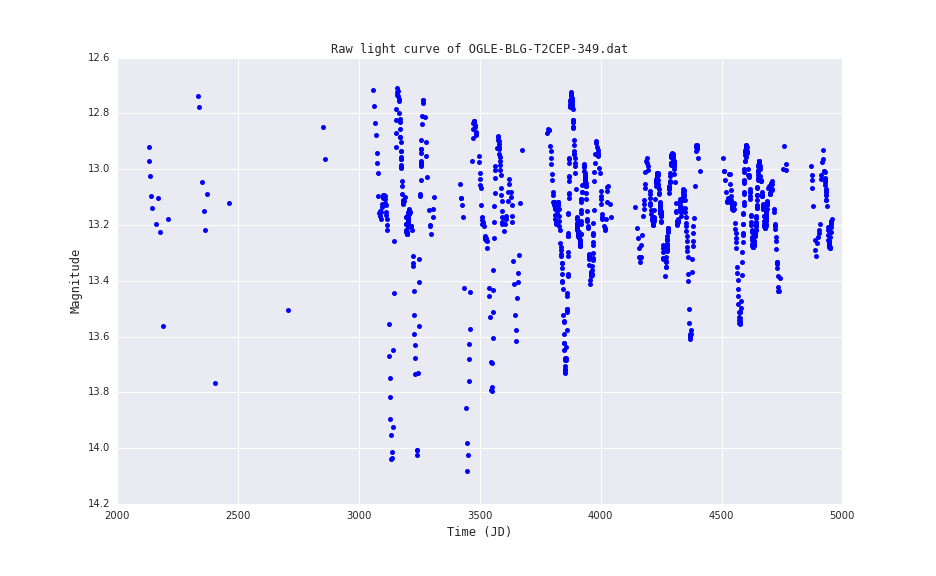 Raw light curve of OGLE-BLG-T2CEP-349.dat
12.6
12.8
13.0
13.2
13.4
13.6
13.8
14.0
14.2
Magnitude
2000 2500 3000 3500 4000 4500 5000
Time (JD)